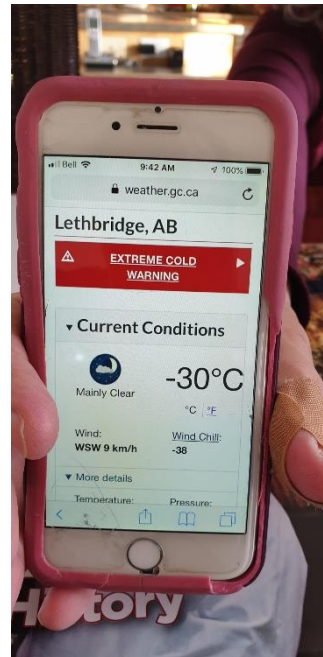 Bell 9:42 AM 100%
weather.gc.ca
Lethbridge, AB
EXTREME COLD
WARNING
Current Conditions
-30°C
Mainly Clear
°C °F
Wind: Wind Chill:
WSW 9 km/h -38
More details
Temperature: Pressure:
History